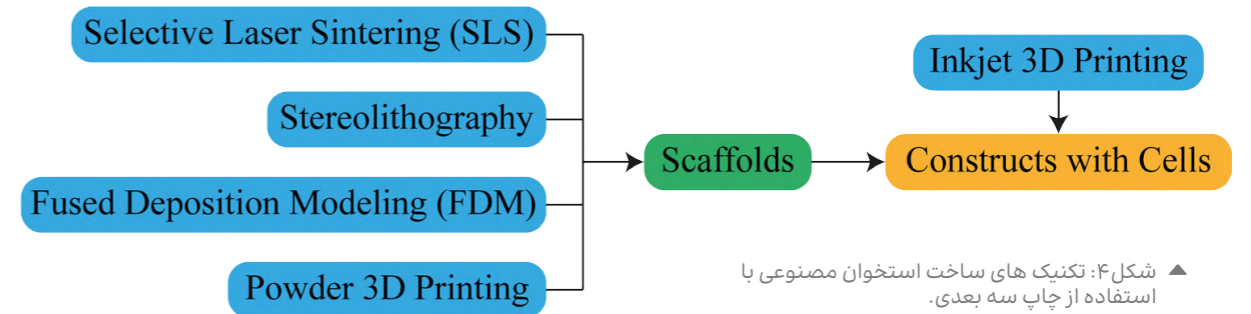 Selective Laser Sintering (SLS)
Stereolithography
Fused Deposition Modeling (FDM)
Powder 3D Printing
Scaffolds
Inkjet 3D Printing
Constructs with Cells
شکل۴: تکنیک های ساخت استخوان مصنوعی با
استفاده از چاپ سه بعدی.